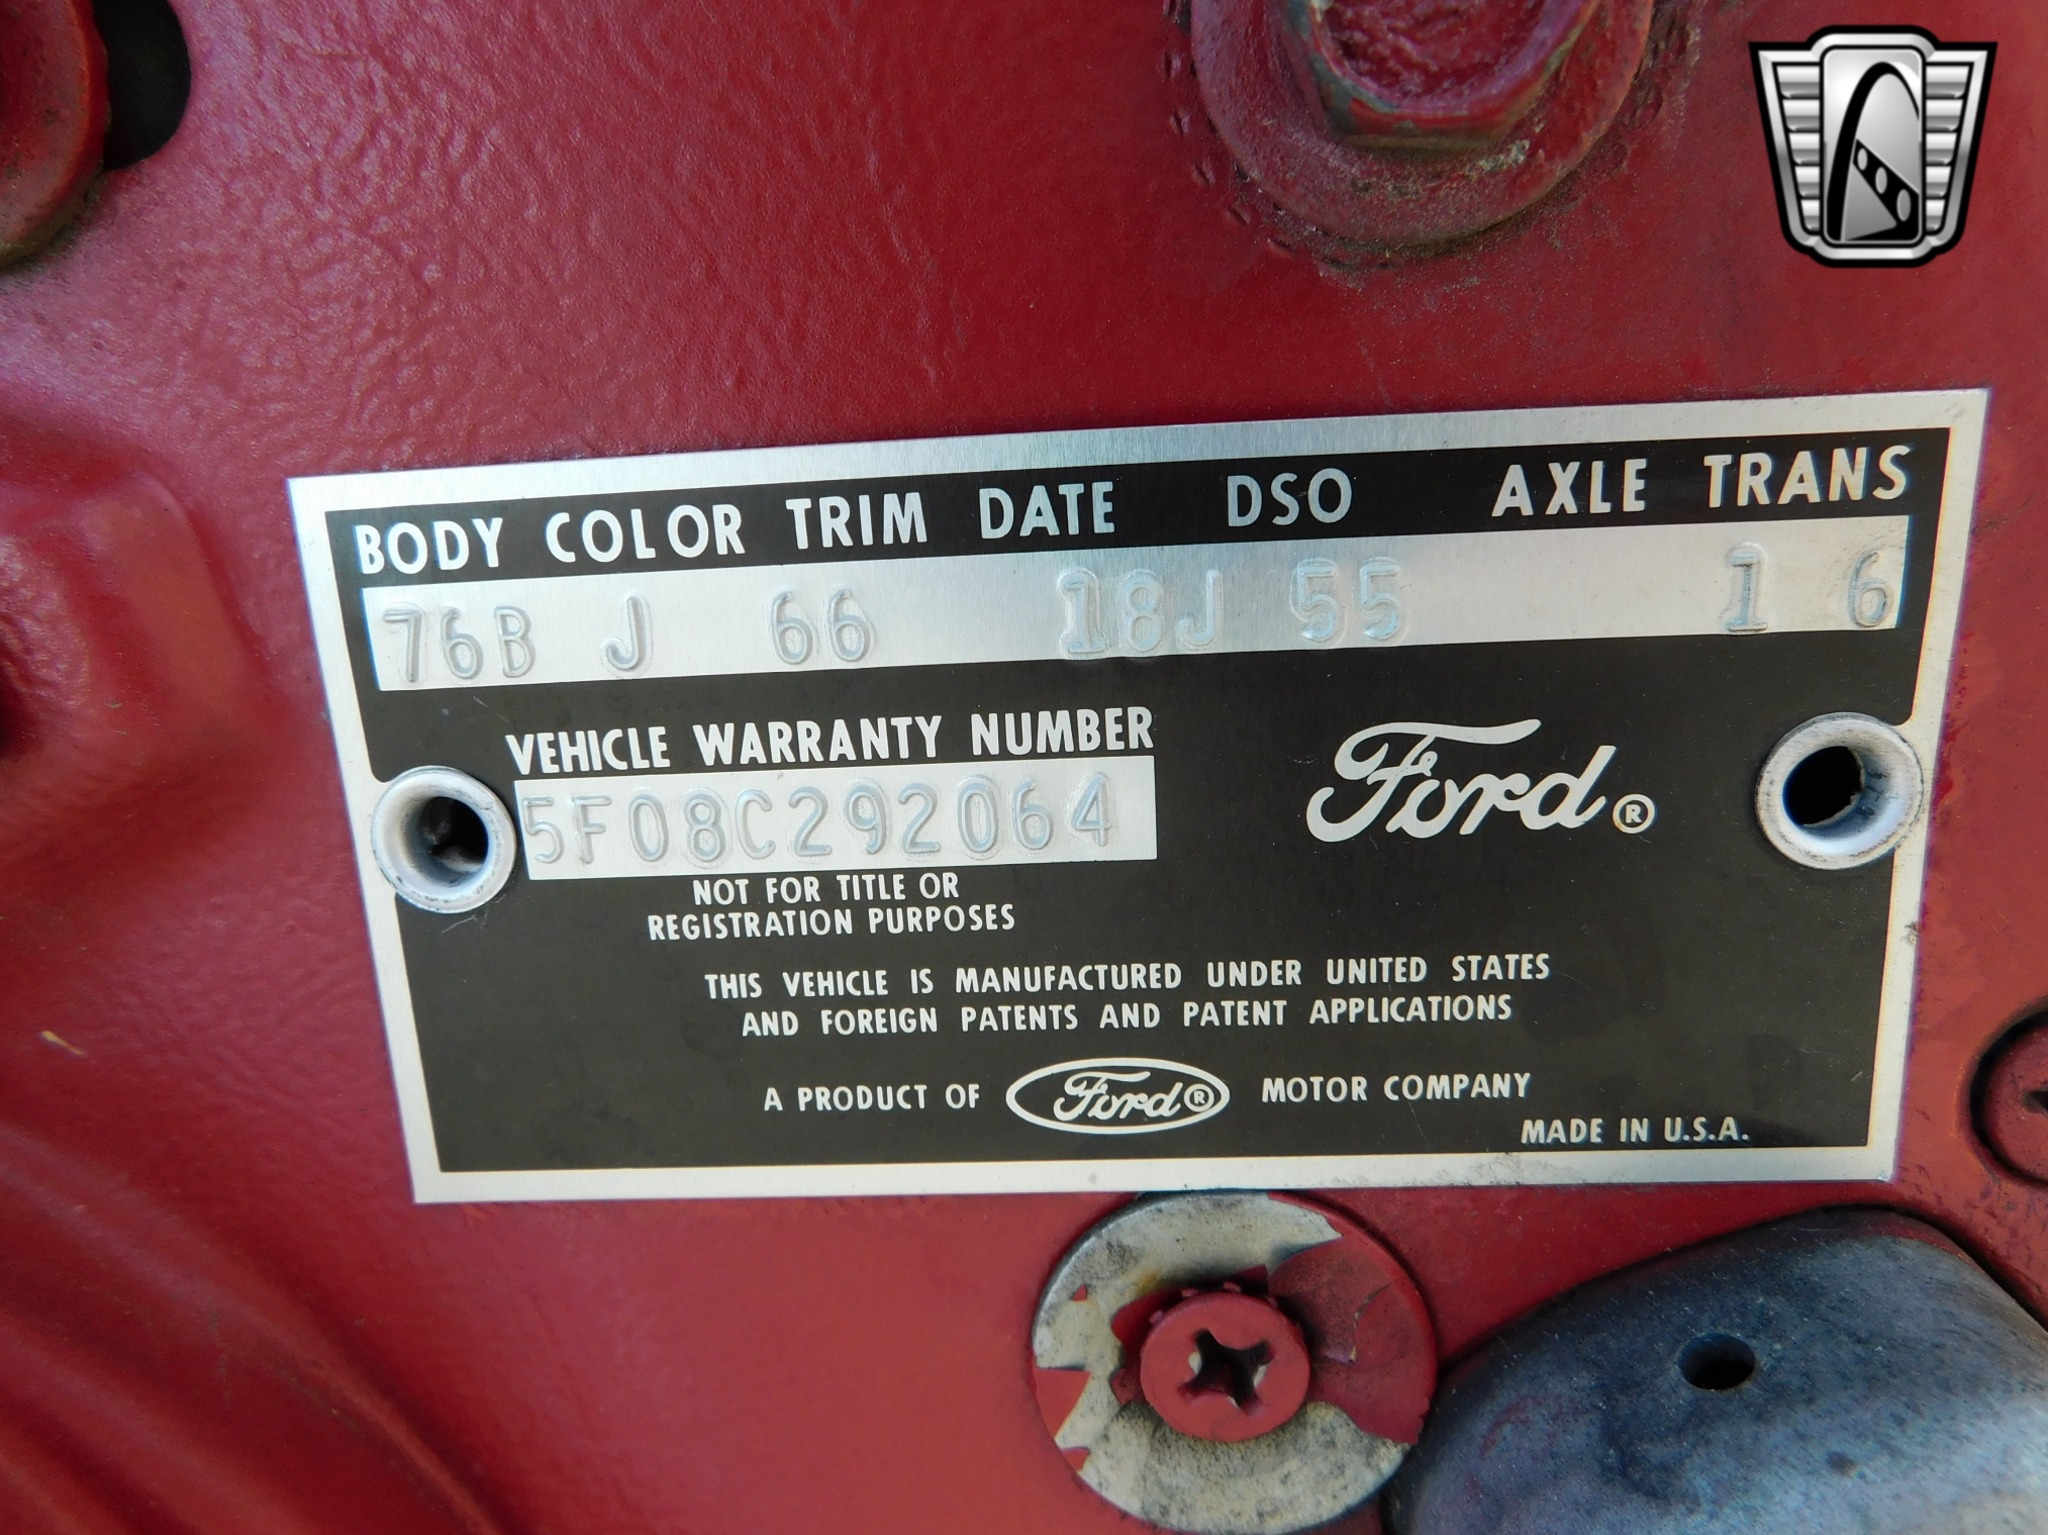 BODY COLOR TRIM DATE DSO AXLE TRANS
76B J 66 18J 55 1 6
VEHICLE WARRANTY NUMBER
5F08C292064
Ford®
NOT FOR TITLE OR
REGISTRATION PURPOSES
THIS VEHICLE IS MANUFACTURED UNDER UNITED STATES
AND FOREIGN PATENTS AND PATENT APPLICATIONS
A PRODUCT OF Ford® MOTOR COMPANY
MADE IN U.S.A.